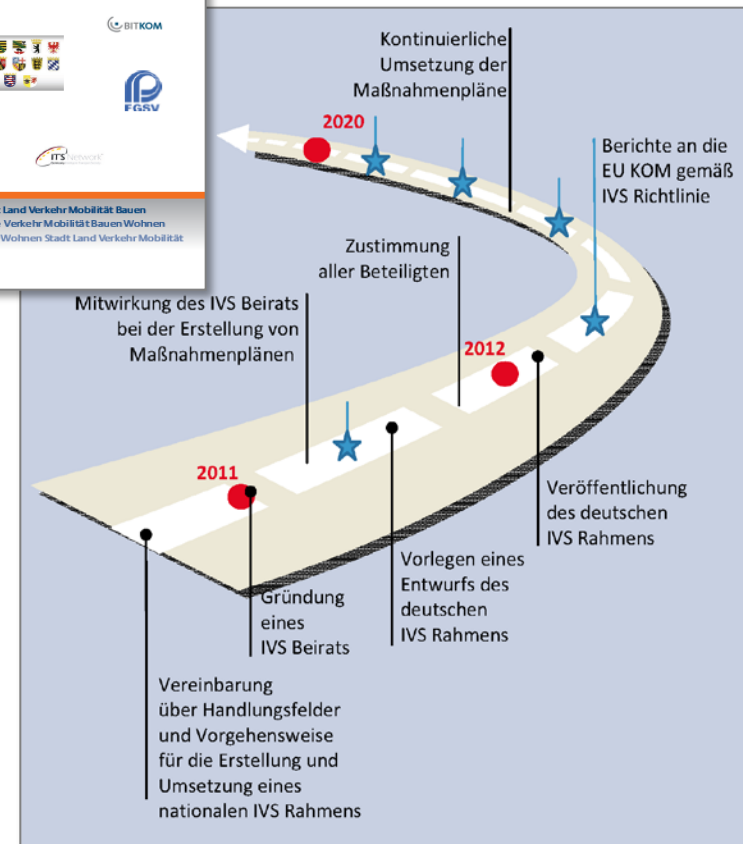 BITKOM
FGSV
ITS Network
Land Verkehr Mobilität Bauen
Verkehr Mobilität Bauen Wohnen
Wohnen Stadt Land Verkehr Mobilität
Kontinuierliche
Umsetzung der
Maßnahmenpläne
2020
Berichte an die
EU KOM gemäß
IVS Richtlinie
Zustimmung
aller Beteiligten
Mitwirkung des IVS Beirats
bei der Erstellung von
Maßnahmenplänen
2012
2011
Veröffentlichung
des deutschen
IVS Rahmens
Vorlegen eines
Entwurfs des
deutschen
IVS Rahmens
Gründung
eines
IVS Beirats
Vereinbarung
über Handlungsfelder
und Vorgehensweise
für die Erstellung und
Umsetzung eines
nationalen IVS Rahmens